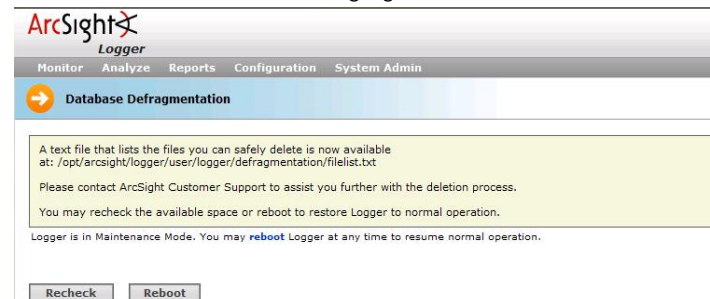 ArcSight
Logger
Monitor Analyze Reports Configuration System Admin
Database Defragmentation
A text file that lists the files you can safely delete is now available
at: /opt/arcsight/logger/user/logger/defragmentation/filelist.txt
Please contact ArcSight Customer Support to assist you further with the deletion process.
You may recheck the available space or reboot to restore Logger to normal operation.
Logger is in Maintenance Mode. You may reboot Logger at any time to resume normal operation.
Recheck Reboot